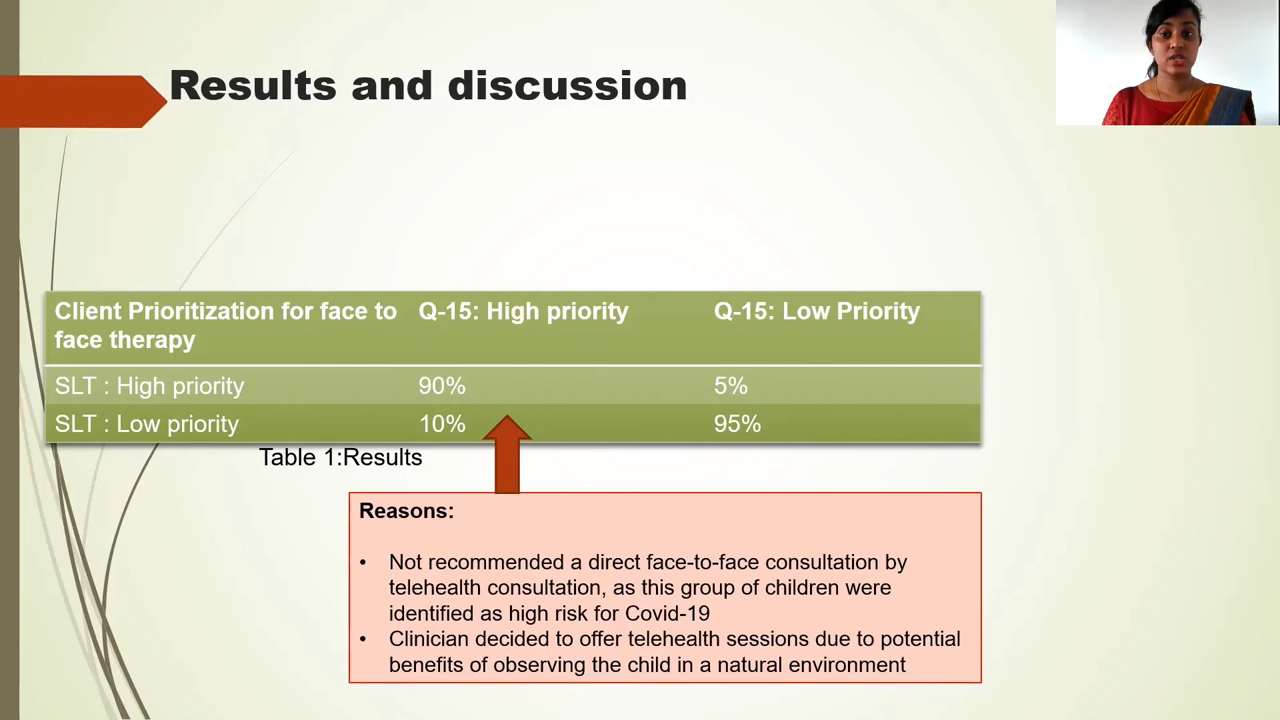 Results and discussion
Client Prioritization for face to Q-15: High priority Q-15: Low Priority
face therapy
SLT : High priority 90% 5%
SLT : Low priority 10% 95%
Table 1:Results
Reasons:
• Not recommended a direct face-to-face consultation by
telehealth consultation, as this group of children were
identified as high risk for Covid-19
• Clinician decided to offer telehealth sessions due to potential
benefits of observing the child in a natural environment